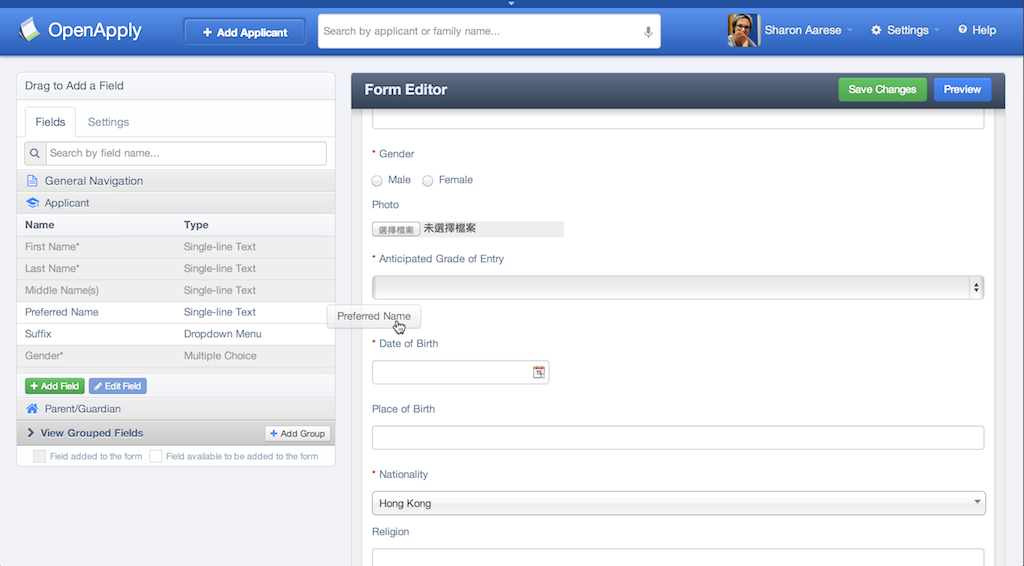 OpenApply
+ Add Applicant
Search by applicant or family name...
Sharon Aarese
Settings
Help
Drag to Add a Field
Fields
Settings
Search by field name...
General Navigation
Applicant
Name Type
First Name* Single-line Text
Last Name* Single-line Text
Middle Name(s) Single-line Text
Preferred Name Single-line Text
Suffix Dropdown Menu
Gender* Multiple Choice
+ Add Field
Edit Field
Parent/Guardian
View Grouped Fields
+ Add Group
Field added to the form
Field available to be added to the form
Form Editor
Save Changes
Preview
* Gender
Male Female
Photo
選擇檔案 未選擇檔案
* Anticipated Grade of Entry
Preferred Name
* Date of Birth
Place of Birth
* Nationality
Hong Kong
Religion